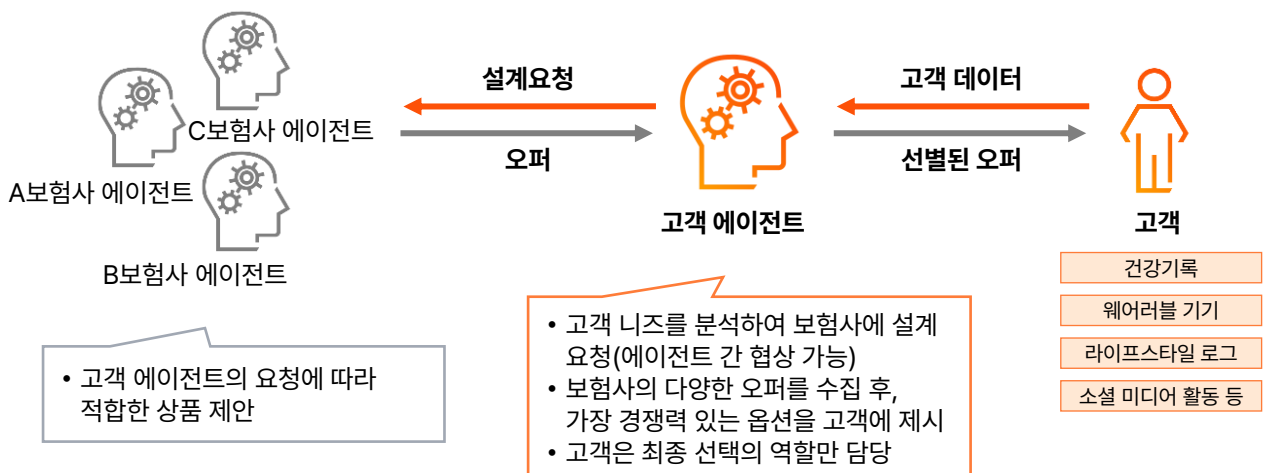 C보험사 에이전트
A보험사 에이전트
B보험사 에이전트
설계요청
오퍼
고객 에이전트
고객 데이터
선별된 오퍼
고객
건강기록
웨어러블 기기
라이프스타일 로그
소셜 미디어 활동 등
• 고객 에이전트의 요청에 따라
적합한 상품 제안
• 고객 니즈를 분석하여 보험사에 설계
요청(에이전트 간 협상 가능)
• 보험사의 다양한 오퍼를 수집 후,
가장 경쟁력 있는 옵션을 고객에 제시
• 고객은 최종 선택의 역할만 담당